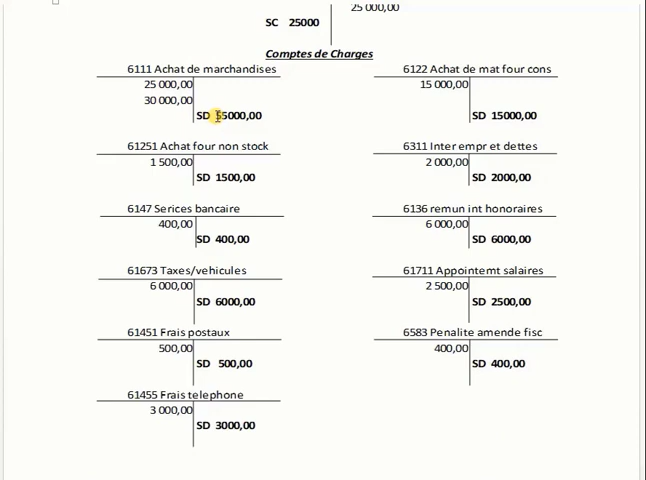 25 000,00
SC 25000
Comptes de Charges
6111 Achat de marchandises
25 000,00
30 000,00
SD 55000,00
6122 Achat de mat four cons
15 000,00
SD 15000,00
61251 Achat four non stock
1 500,00
SD 1500,00
6311 Inter empr et dettes
2 000,00
SD 2000,00
6147 Serices bancaire
400,00
SD 400,00
6136 remun int honoraires
6 000,00
SD 6000,00
61673 Taxes/vehicules
6 000,00
SD 6000,00
61711 Appointemt salaires
2 500,00
SD 2500,00
61451 Frais postaux
500,00
SD 500,00
6583 Penalite amende fisc
400,00
SD 400,00
61455 Frais telephone
3 000,00
SD 3000,00